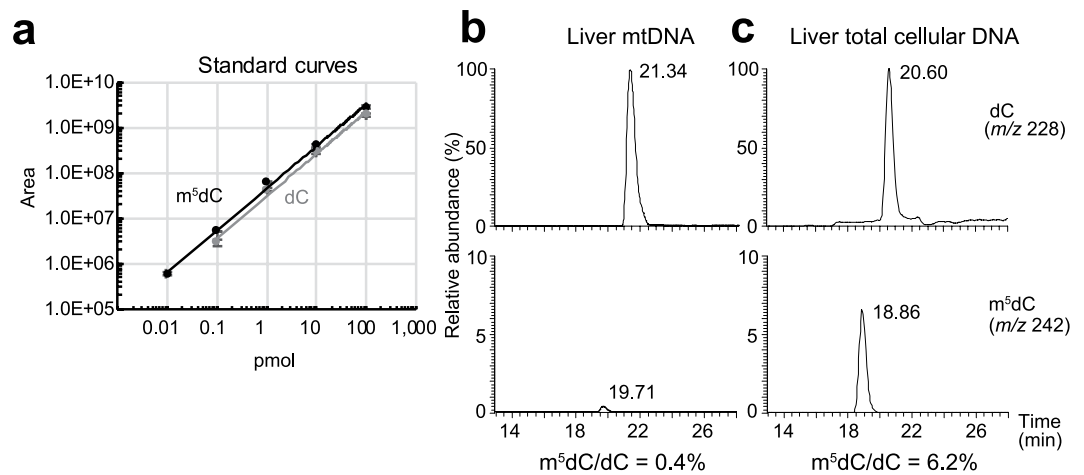 a
Standard curves
1.0E+10
1.0E+09
1.0E+08
1.0E+07
1.0E+06
1.0E+05
Area
m⁵dC
dC
0.01 0.1 1 10 100 1,000
pmol
b
Liver mtDNA
100
50
0
21.34
10
5
0
19.71
Relative abundance (%)
14 18 22 26
m⁵dC/dC = 0.4%
c
Liver total cellular DNA
100
50
0
20.60
dC
(m/z 228)
10
5
0
18.86
m⁵dC
(m/z 242)
14 18 22 26
Time
(min)
m⁵dC/dC = 6.2%